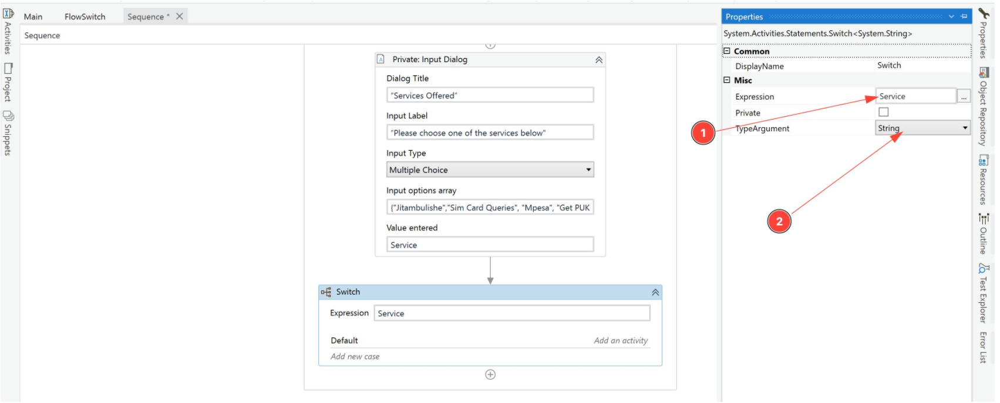 Main
FlowSwitch
Sequence *
Sequence
Activities
Project
Snippets
Private: Input Dialog
Dialog Title
"Services Offered"
Input Label
"Please choose one of the services below"
Input Type
Multiple Choice
Input options array
{"Jitambulishe","Sim Card Queries", "Mpesa", "Get PUK
Value entered
Service
Switch
Expression
Service
Default
Add an activity
Add new case
Properties
System.Activities.Statements.Switch<System.String>
Common
DisplayName
Switch
Misc
Expression
Service
...
Private
TypeArgument
String
1
2
Properties
Object Repository
Resources
Outline
Test Explorer
Error List